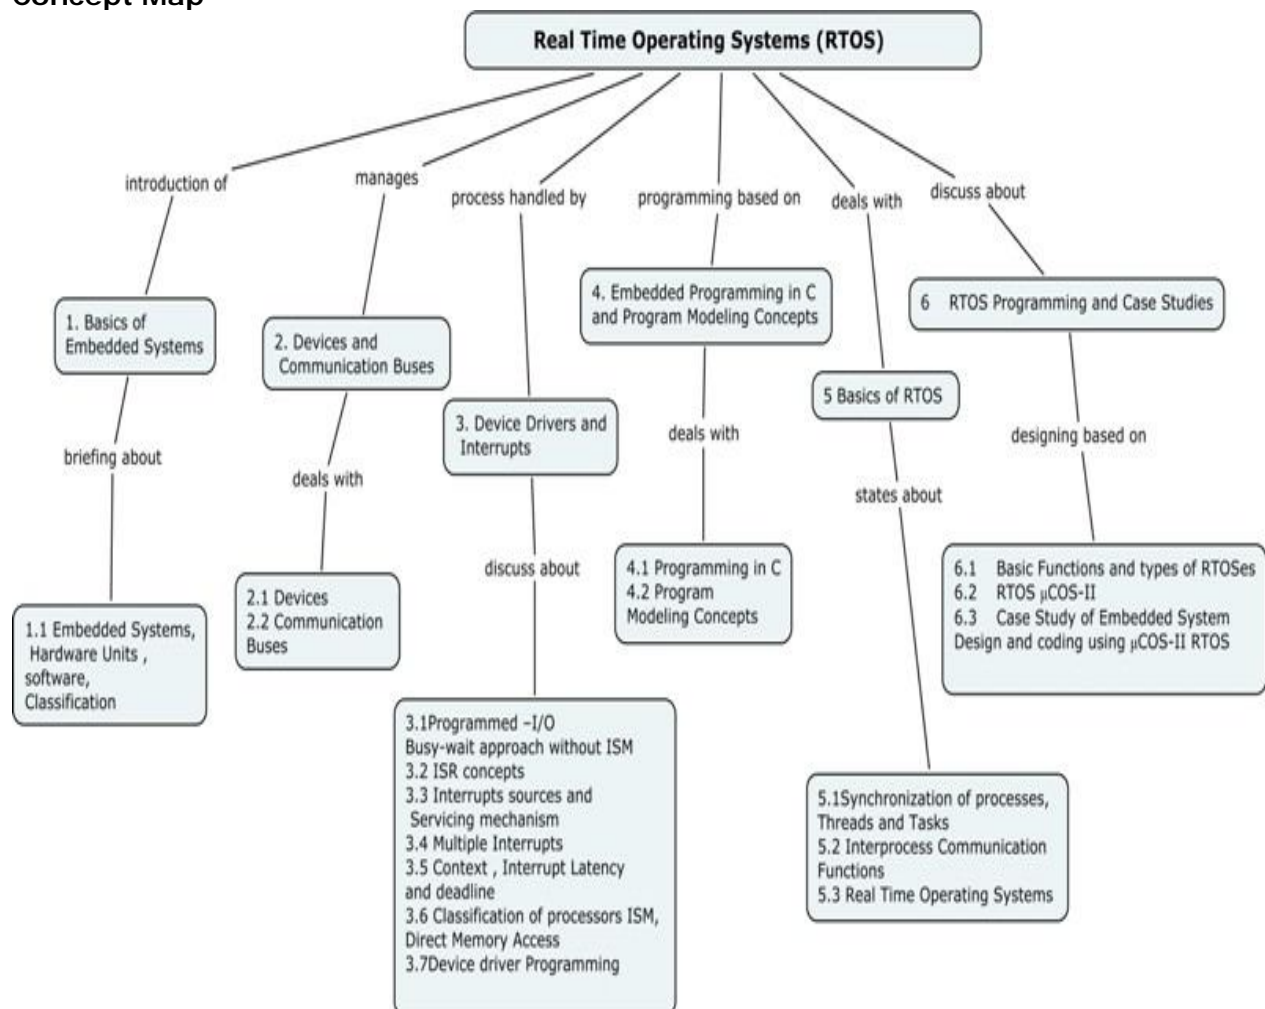 Concept Map
Real Time Operating Systems (RTOS)
introduction of
manages
process handled by
programming based on
deals with
discuss about
1. Basics of
Embedded Systems
2. Devices and
Communication Buses
3. Device Drivers and
Interrupts
4. Embedded Programming in C
and Program Modeling Concepts
5 Basics of RTOS
6 RTOS Programming and Case Studies
briefing about
deals with
discuss about
deals with
states about
designing based on
1.1 Embedded Systems,
Hardware Units ,
software,
Classification
2.1 Devices
2.2 Communication
Buses
3.1Programmed –I/O
Busy-wait approach without ISM
3.2 ISR concepts
3.3 Interrupts sources and
Servicing mechanism
3.4 Multiple Interrupts
3.5 Context , Interrupt Latency
and deadline
3.6 Classification of processors ISM,
Direct Memory Access
3.7Device driver Programming
4.1 Programming in C
4.2 Program
Modeling Concepts
5.1Synchronization of processes,
Threads and Tasks
5.2 Interprocess Communication
Functions
5.3 Real Time Operating Systems
6.1 Basic Functions and types of RTOSes
6.2 RTOS μCOS-II
6.3 Case Study of Embedded System
Design and coding using μCOS-II RTOS